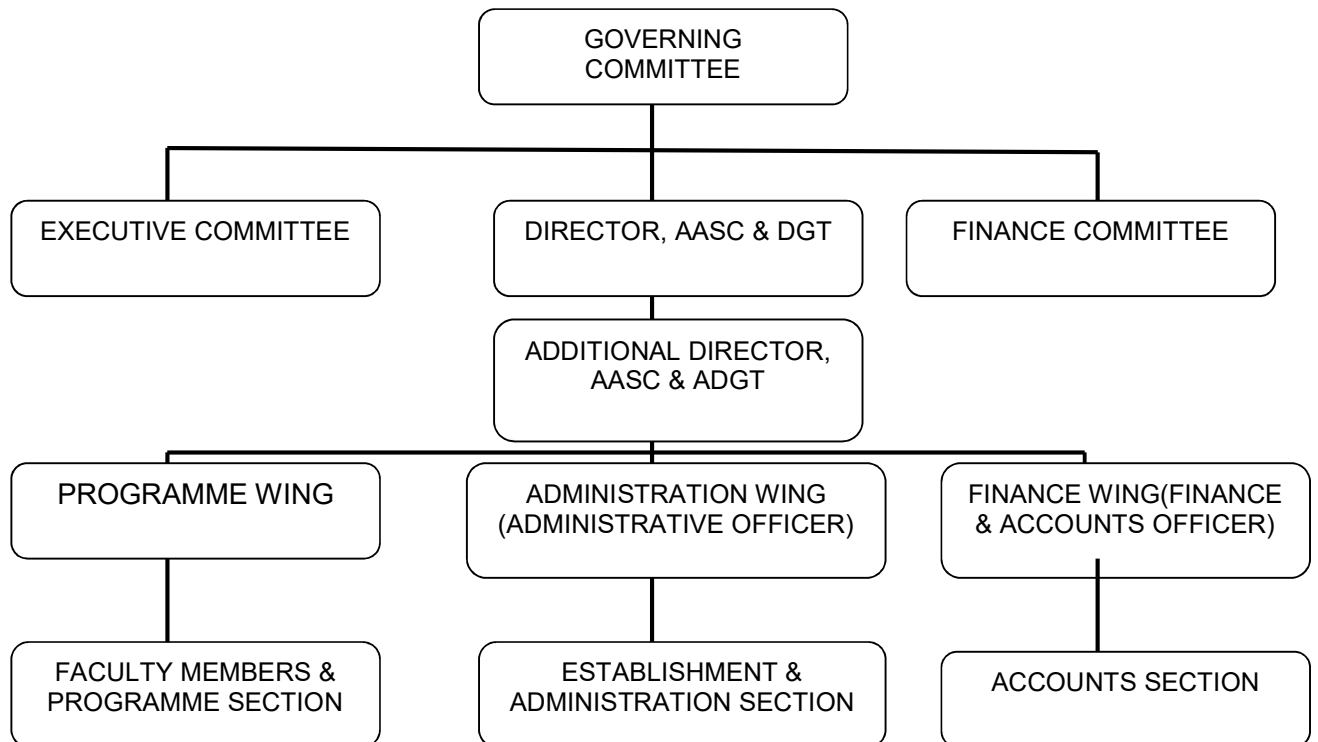 GOVERNING
COMMITTEE
EXECUTIVE COMMITTEE
DIRECTOR, AASC & DGT
FINANCE COMMITTEE
ADDITIONAL DIRECTOR,
AASC & ADGT
PROGRAMME WING
ADMINISTRATION WING
(ADMINISTRATIVE OFFICER)
FINANCE WING(FINANCE
& ACCOUNTS OFFICER)
FACULTY MEMBERS &
PROGRAMME SECTION
ESTABLISHMENT &
ADMINISTRATION SECTION
ACCOUNTS SECTION